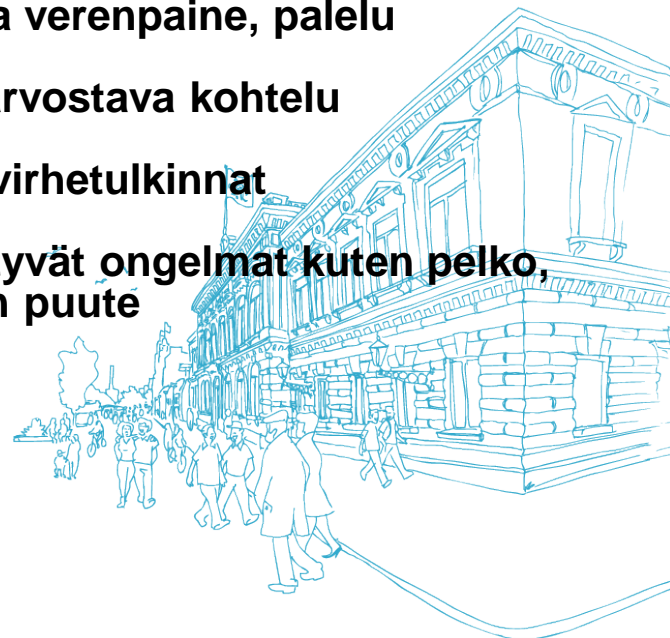 a verenpaine, palelu
rvostava kohtelu
virhetulkinnat
yvät ongelmat kuten pelko,
n puute